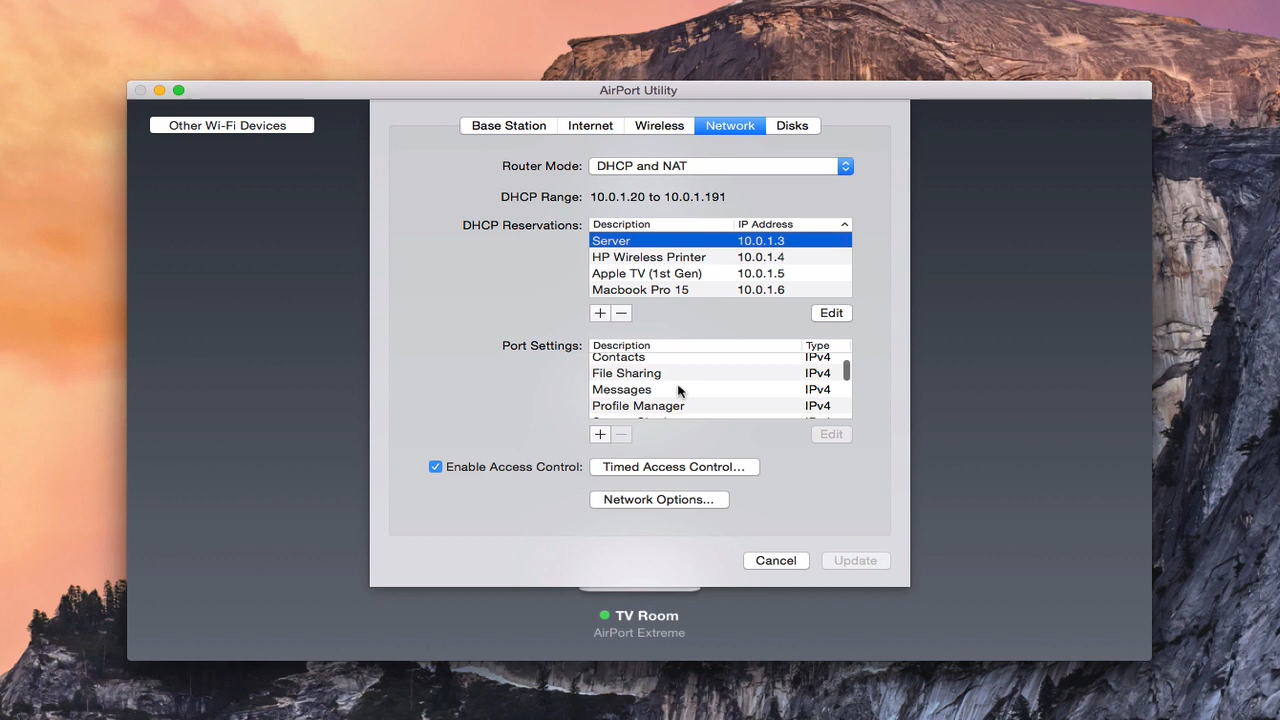 AirPort Utility
Other Wi-Fi Devices
Base Station Internet Wireless Network Disks
Router Mode: DHCP and NAT
DHCP Range: 10.0.1.20 to 10.0.1.191
DHCP Reservations: Description IP Address
Server 10.0.1.3
HP Wireless Printer 10.0.1.4
Apple TV (1st Gen) 10.0.1.5
Macbook Pro 15 10.0.1.6
+ − Edit
Port Settings: Description Type
Contacts IPv4
File Sharing IPv4
Messages IPv4
Profile Manager IPv4
+ − Edit
Enable Access Control: Timed Access Control...
Network Options...
Cancel Update
TV Room
AirPort Extreme